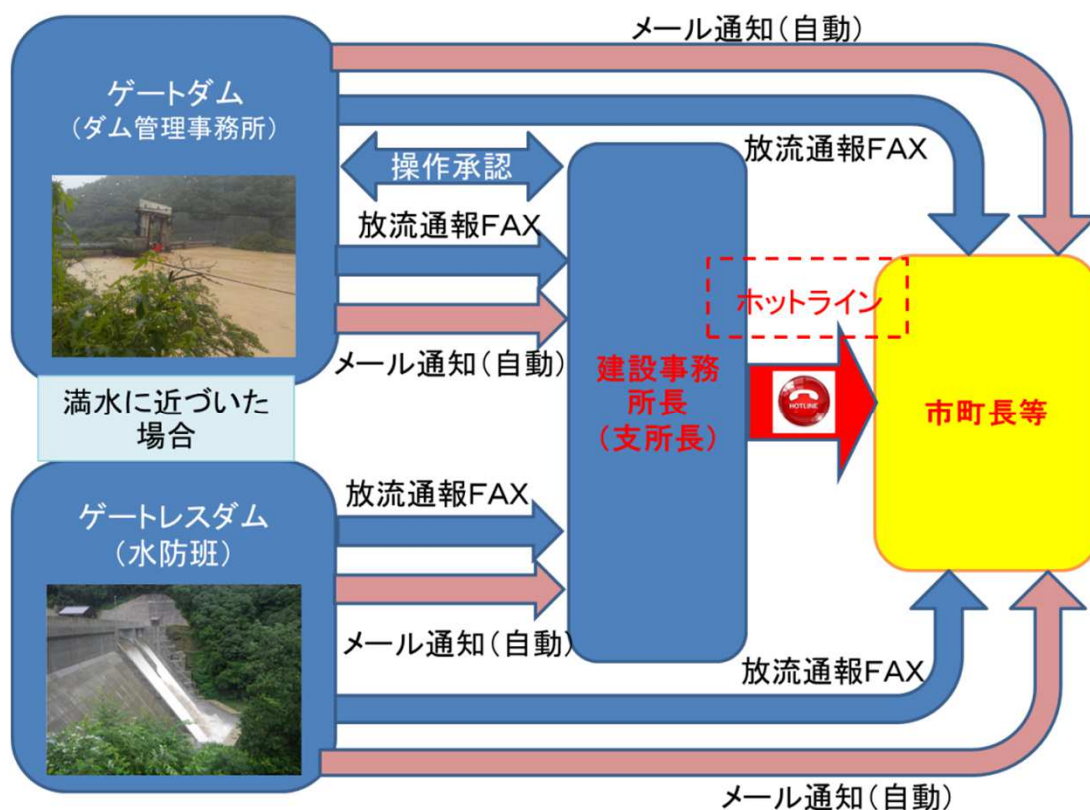 メール通知(自動)
ゲートダム
(ダム管理事務所)
放流通報FAX
操作承認
放流通報FAX
ホットライン
メール通知(自動)
建設事務
所長
(支所長)
HOTLINE
市町長等
満水に近づいた
場合
放流通報FAX
ゲートレスダム
(水防班)
メール通知(自動)
放流通報FAX
メール通知(自動)